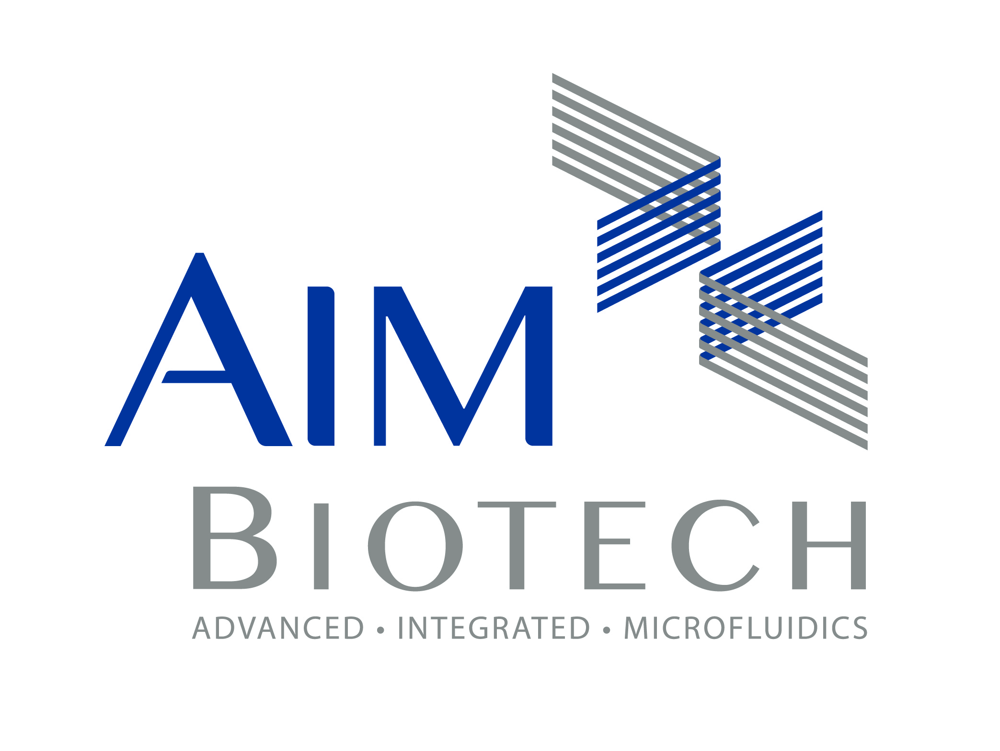 AIM
BIOTECH
ADVANCED • INTEGRATED • MICROFLUIDICS